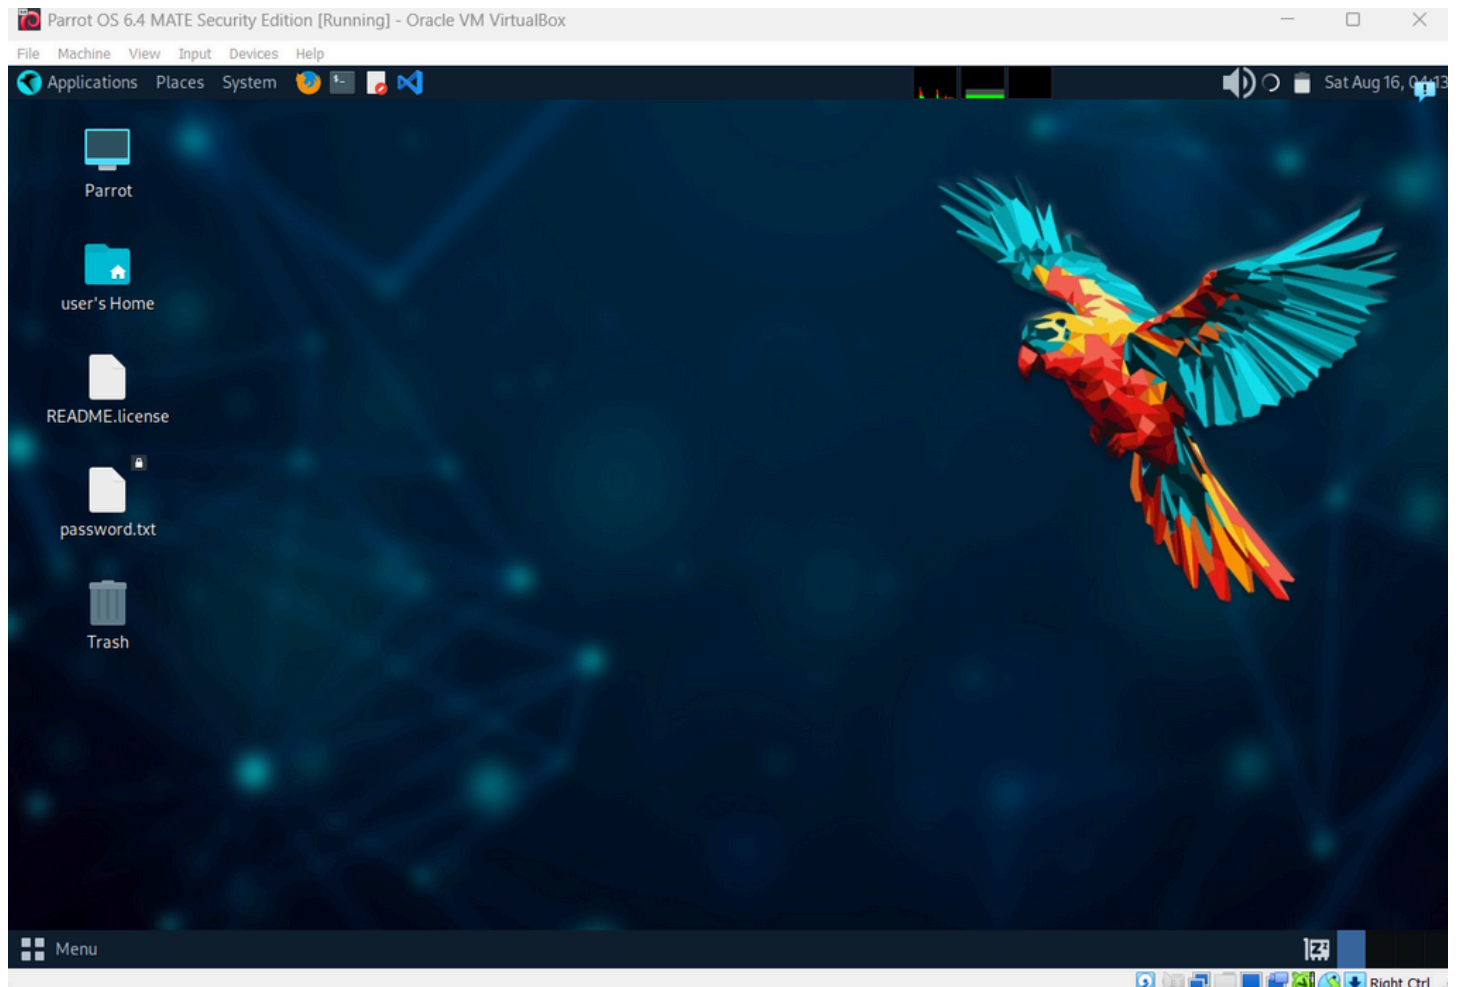 Parrot OS 6.4 MATE Security Edition [Running] - Oracle VM VirtualBox
File Machine View Input Devices Help
Applications Places System Sat Aug 16,
Parrot
user's Home
README.license
password.txt
Trash
Menu
Right Ctrl